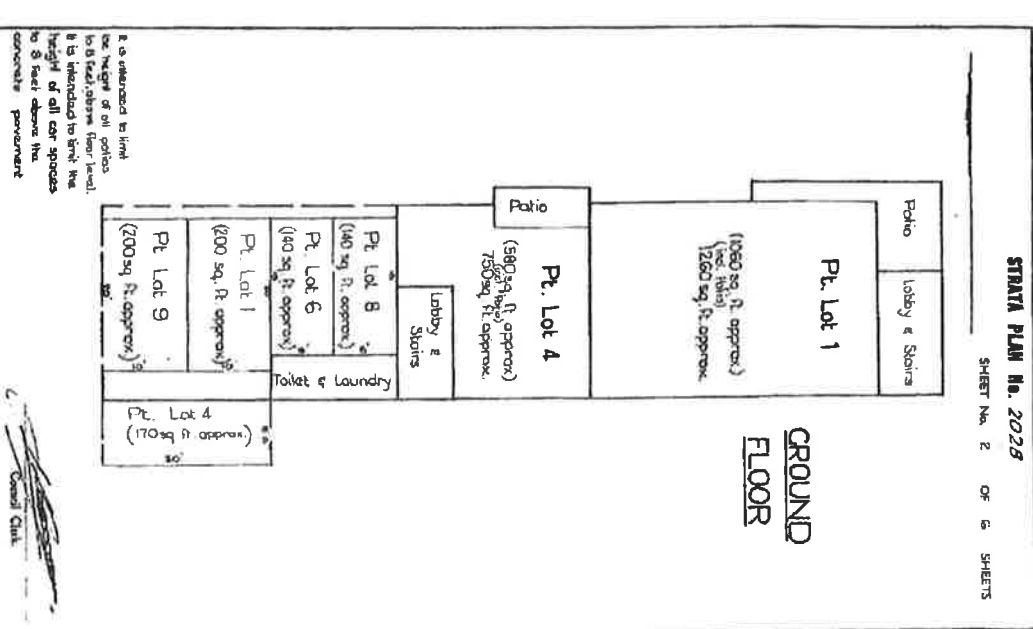 STRATA PLAN No. 2028
SHEET No. 2 OF 6 SHEETS
GROUND
FLOOR
Patio
Lobby & Stairs
Pt. Lot 1
(1060 sq. ft. approx.)
(incl. Patio)
1260 sq. ft. approx.
Patio
Pt. Lot 4
(580 sq. ft. approx)
(incl. Patio)
750 sq. ft. approx.
Lobby &
Stairs
Pt. Lot 8
(140 sq. ft. approx)
Pt. Lot 6
(140 sq. ft. approx)
Toilet & Laundry
Pt. Lot 1
(200 sq. ft. approx)
Pt. Lot 9
(200 sq. ft. approx)
Pt. Lot 4
(170 sq ft. approx.)
20'
It is intended to limit
the height of all patios
to 8 feet above floor level.
It is intended to limit the
height of all car spaces
to 8 feet above the
concrete pavement
Council Clerk